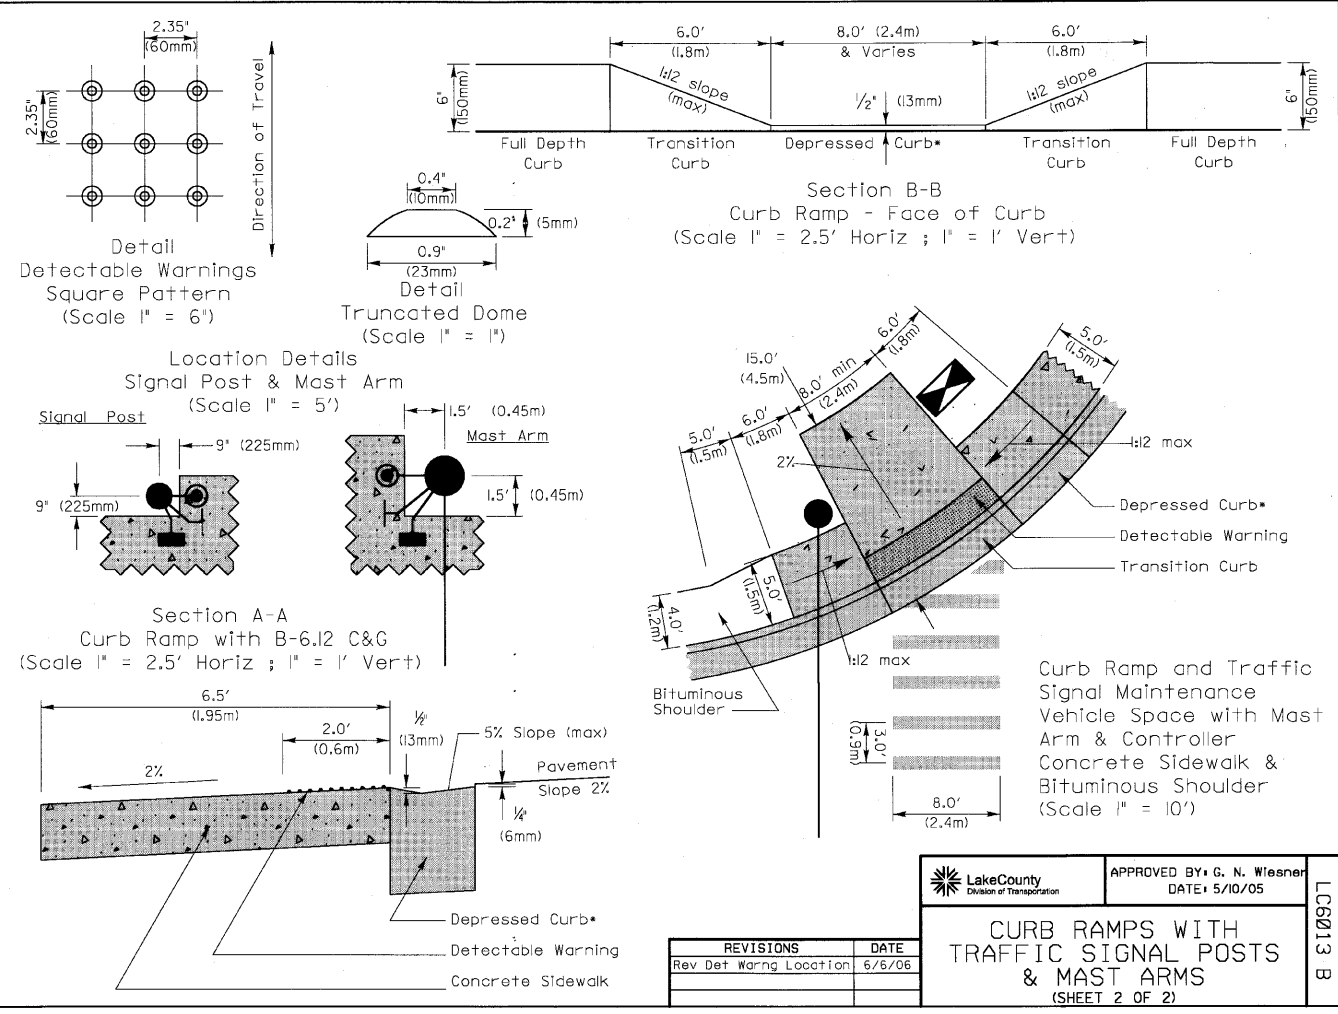 2.35"
(60mm)
2.35"
(60mm)
Direction of Travel
Detail
Detectable Warnings
Square Pattern
(Scale 1" = 6")
0.4"
(10mm)
0.2" (5mm)
0.9"
(23mm)
Detail
Truncated Dome
(Scale 1" = 1")
6.0' 8.0' (2.4m) 6.0'
(1.8m) & Varies (1.8m)
1:12 slope
(max)
1:12 slope
(max)
6"
(150mm)
1/2" (13mm)
6"
(150mm)
Full Depth
Curb
Transition
Curb
Depressed Curb*
Transition
Curb
Full Depth
Curb
Section B-B
Curb Ramp - Face of Curb
(Scale 1" = 2.5' Horiz ; 1" = 1' Vert)
Location Details
Signal Post & Mast Arm
(Scale 1" = 5')
Signal Post
9" (225mm)
9" (225mm)
1.5' (0.45m)
Mast Arm
1.5' (0.45m)
Section A-A
Curb Ramp with B-6.12 C&G
(Scale 1" = 2.5' Horiz ; 1" = 1' Vert)
6.5'
(1.95m)
2.0'
(0.6m)
1/2"
(13mm)
5% Slope (max)
2%
Pavement
Slope 2%
1/4"
(6mm)
Depressed Curb*
Detectable Warning
Concrete Sidewalk
5.0'
(1.5m)
6.0'
(1.8m)
15.0'
(4.5m)
8.0' min
(2.4m)
6.0'
(1.8m)
5.0'
(1.5m)
2%
1:12 max
Depressed Curb*
Detectable Warning
Transition Curb
4.0'
(1.2m)
5.0'
(1.5m)
1:12 max
Bituminous
Shoulder
3.0'
(0.9m)
8.0'
(2.4m)
Curb Ramp and Traffic
Signal Maintenance
Vehicle Space with Mast
Arm & Controller
Concrete Sidewalk &
Bituminous Shoulder
(Scale 1" = 10')
REVISIONS DATE
Rev Det Warng Location 6/6/06
LakeCounty
Division of Transportation
APPROVED BY: G. N. Wiesner
DATE: 5/10/05
CURB RAMPS WITH
TRAFFIC SIGNAL POSTS
& MAST ARMS
(SHEET 2 OF 2)
LC6013 B